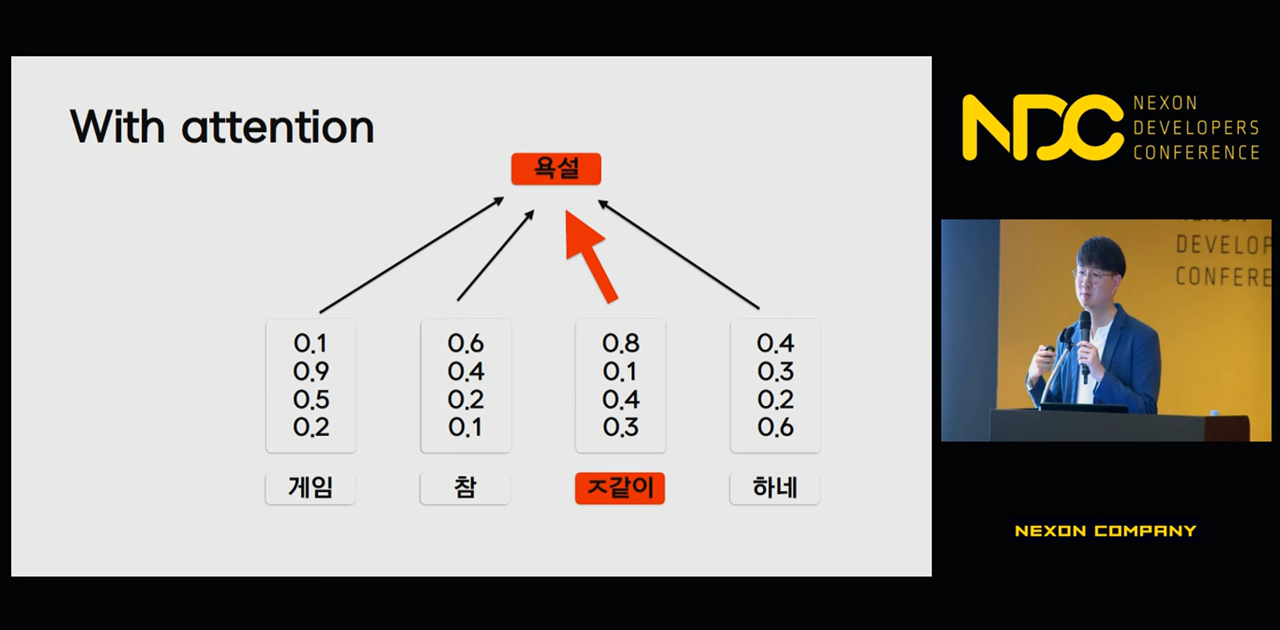 With attention
욕설
0.1 0.6 0.8 0.4
0.9 0.4 0.1 0.3
0.5 0.2 0.4 0.2
0.2 0.1 0.3 0.6
게임 참 ㅈ같이 하네
NDC
NEXON
DEVELOPERS
CONFERENCE
DEVELOP
CONFERE
NEXON COMPANY